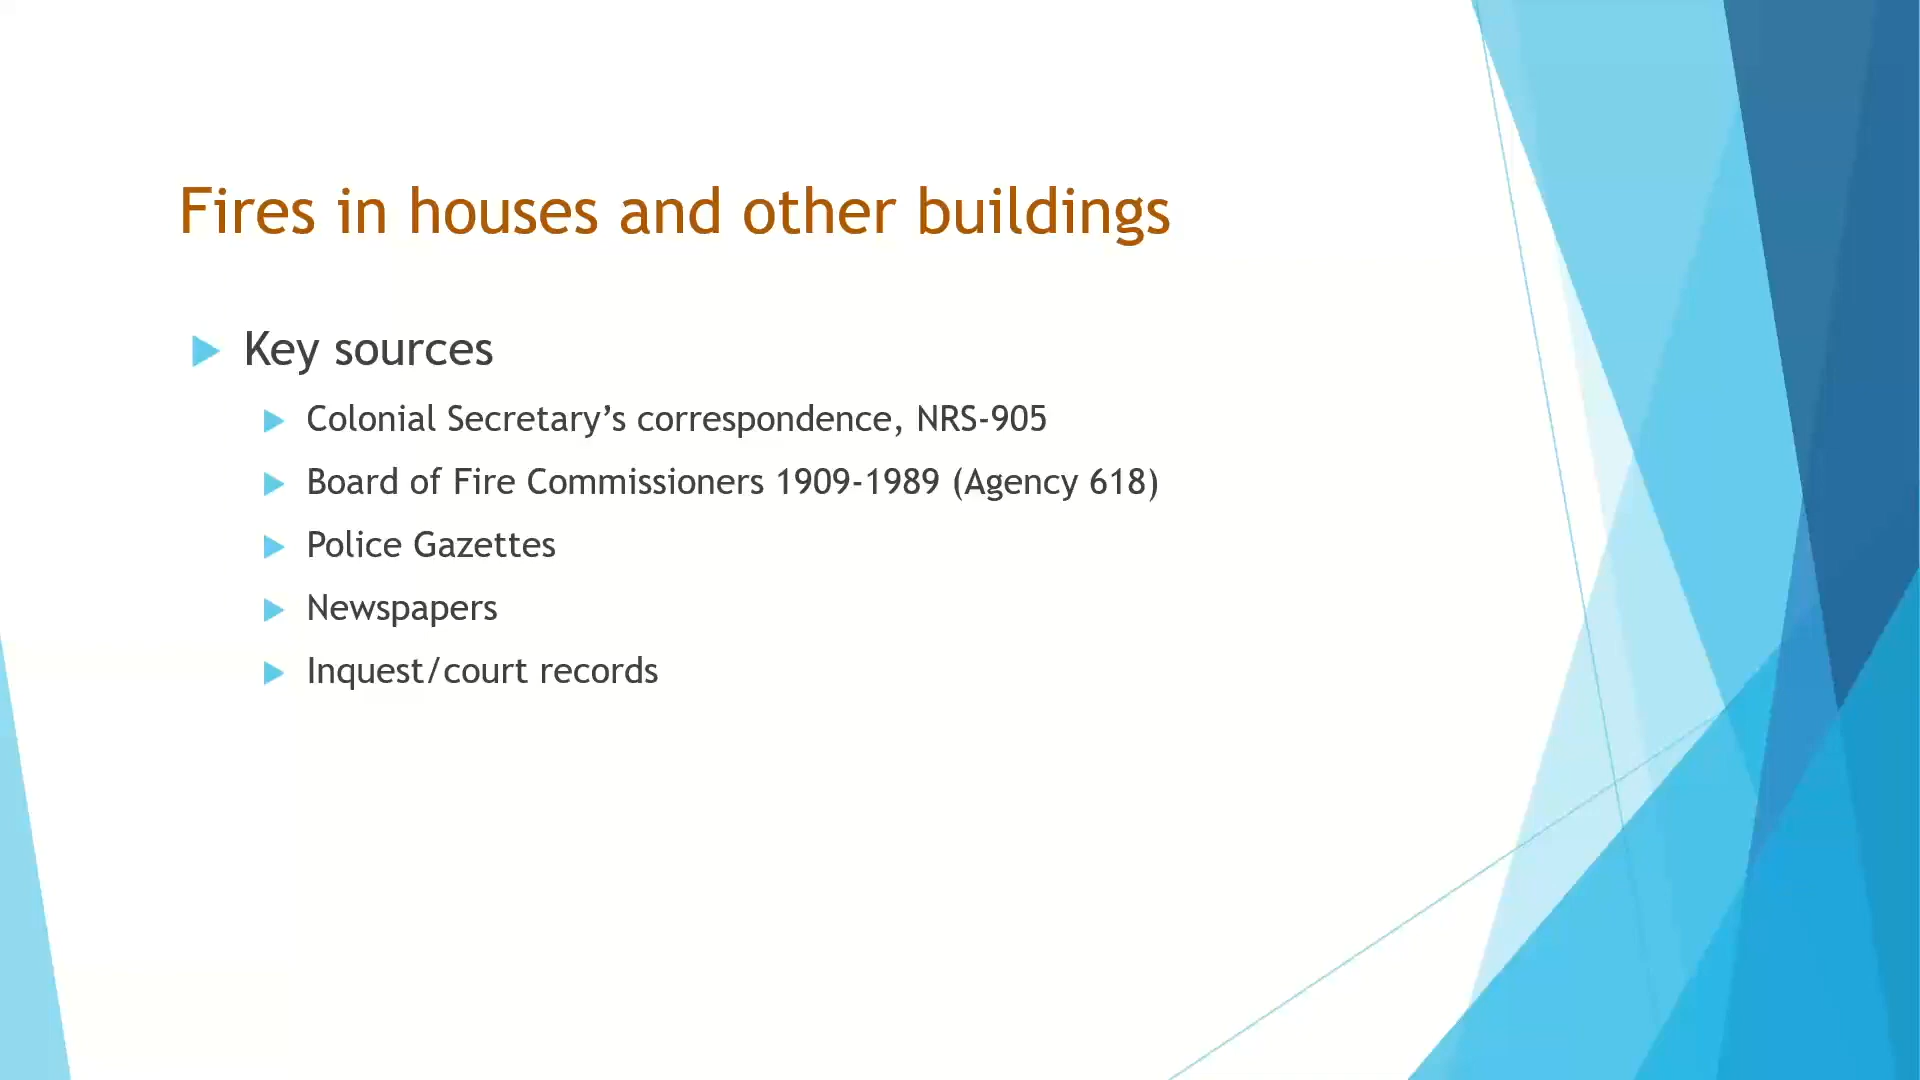 Fires in houses and other buildings
Key sources
Colonial Secretary’s correspondence, NRS-905
Board of Fire Commissioners 1909-1989 (Agency 618)
Police Gazettes
Newspapers
Inquest/court records